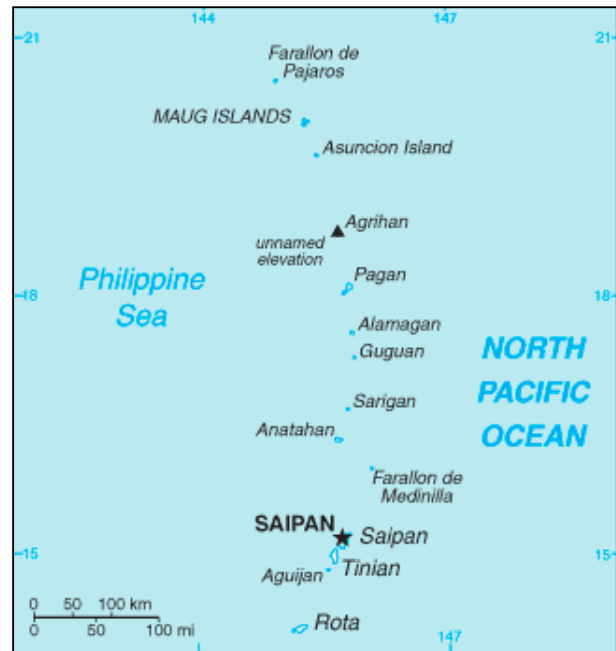 144 147
21 21
Farallon de
Pajaros
MAUG ISLANDS
Asuncion Island
Agrihan
unnamed
elevation
Philippine
Sea
Pagan
18 18
Alamagan
Guguan
NORTH
PACIFIC
OCEAN
Sarigan
Anatahan
Farallon de
Medinilla
SAIPAN Saipan
15 15
Tinian
Aguijan
0 50 100 km
0 50 100 mi
Rota
147